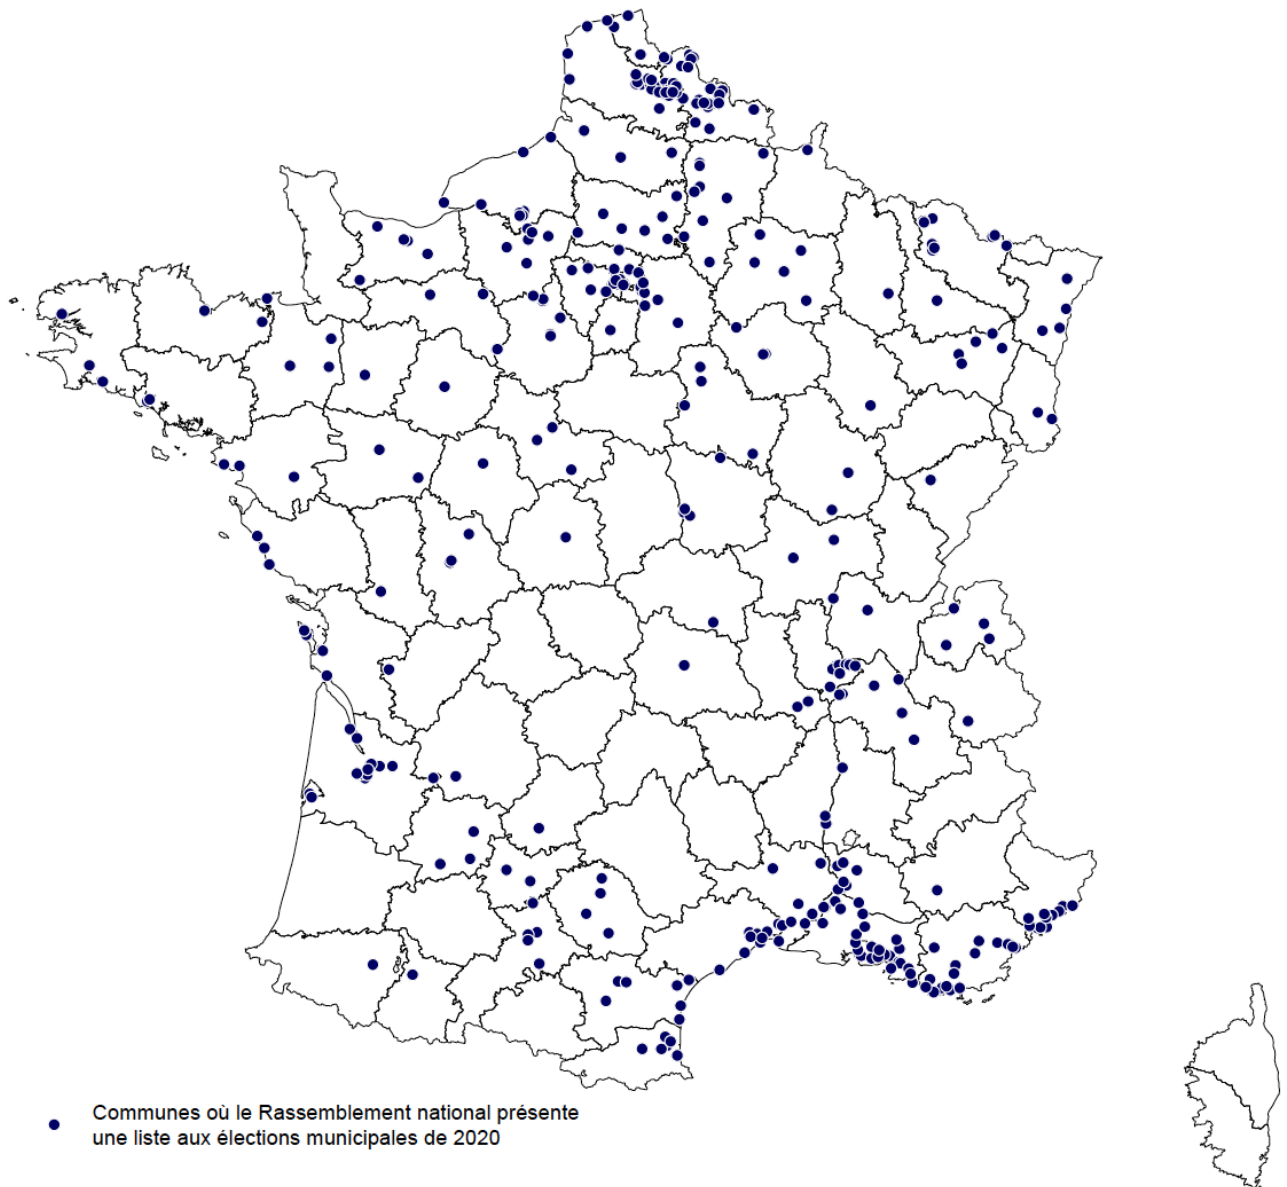 Communes où le Rassemblement national présente
une liste aux élections municipales de 2020